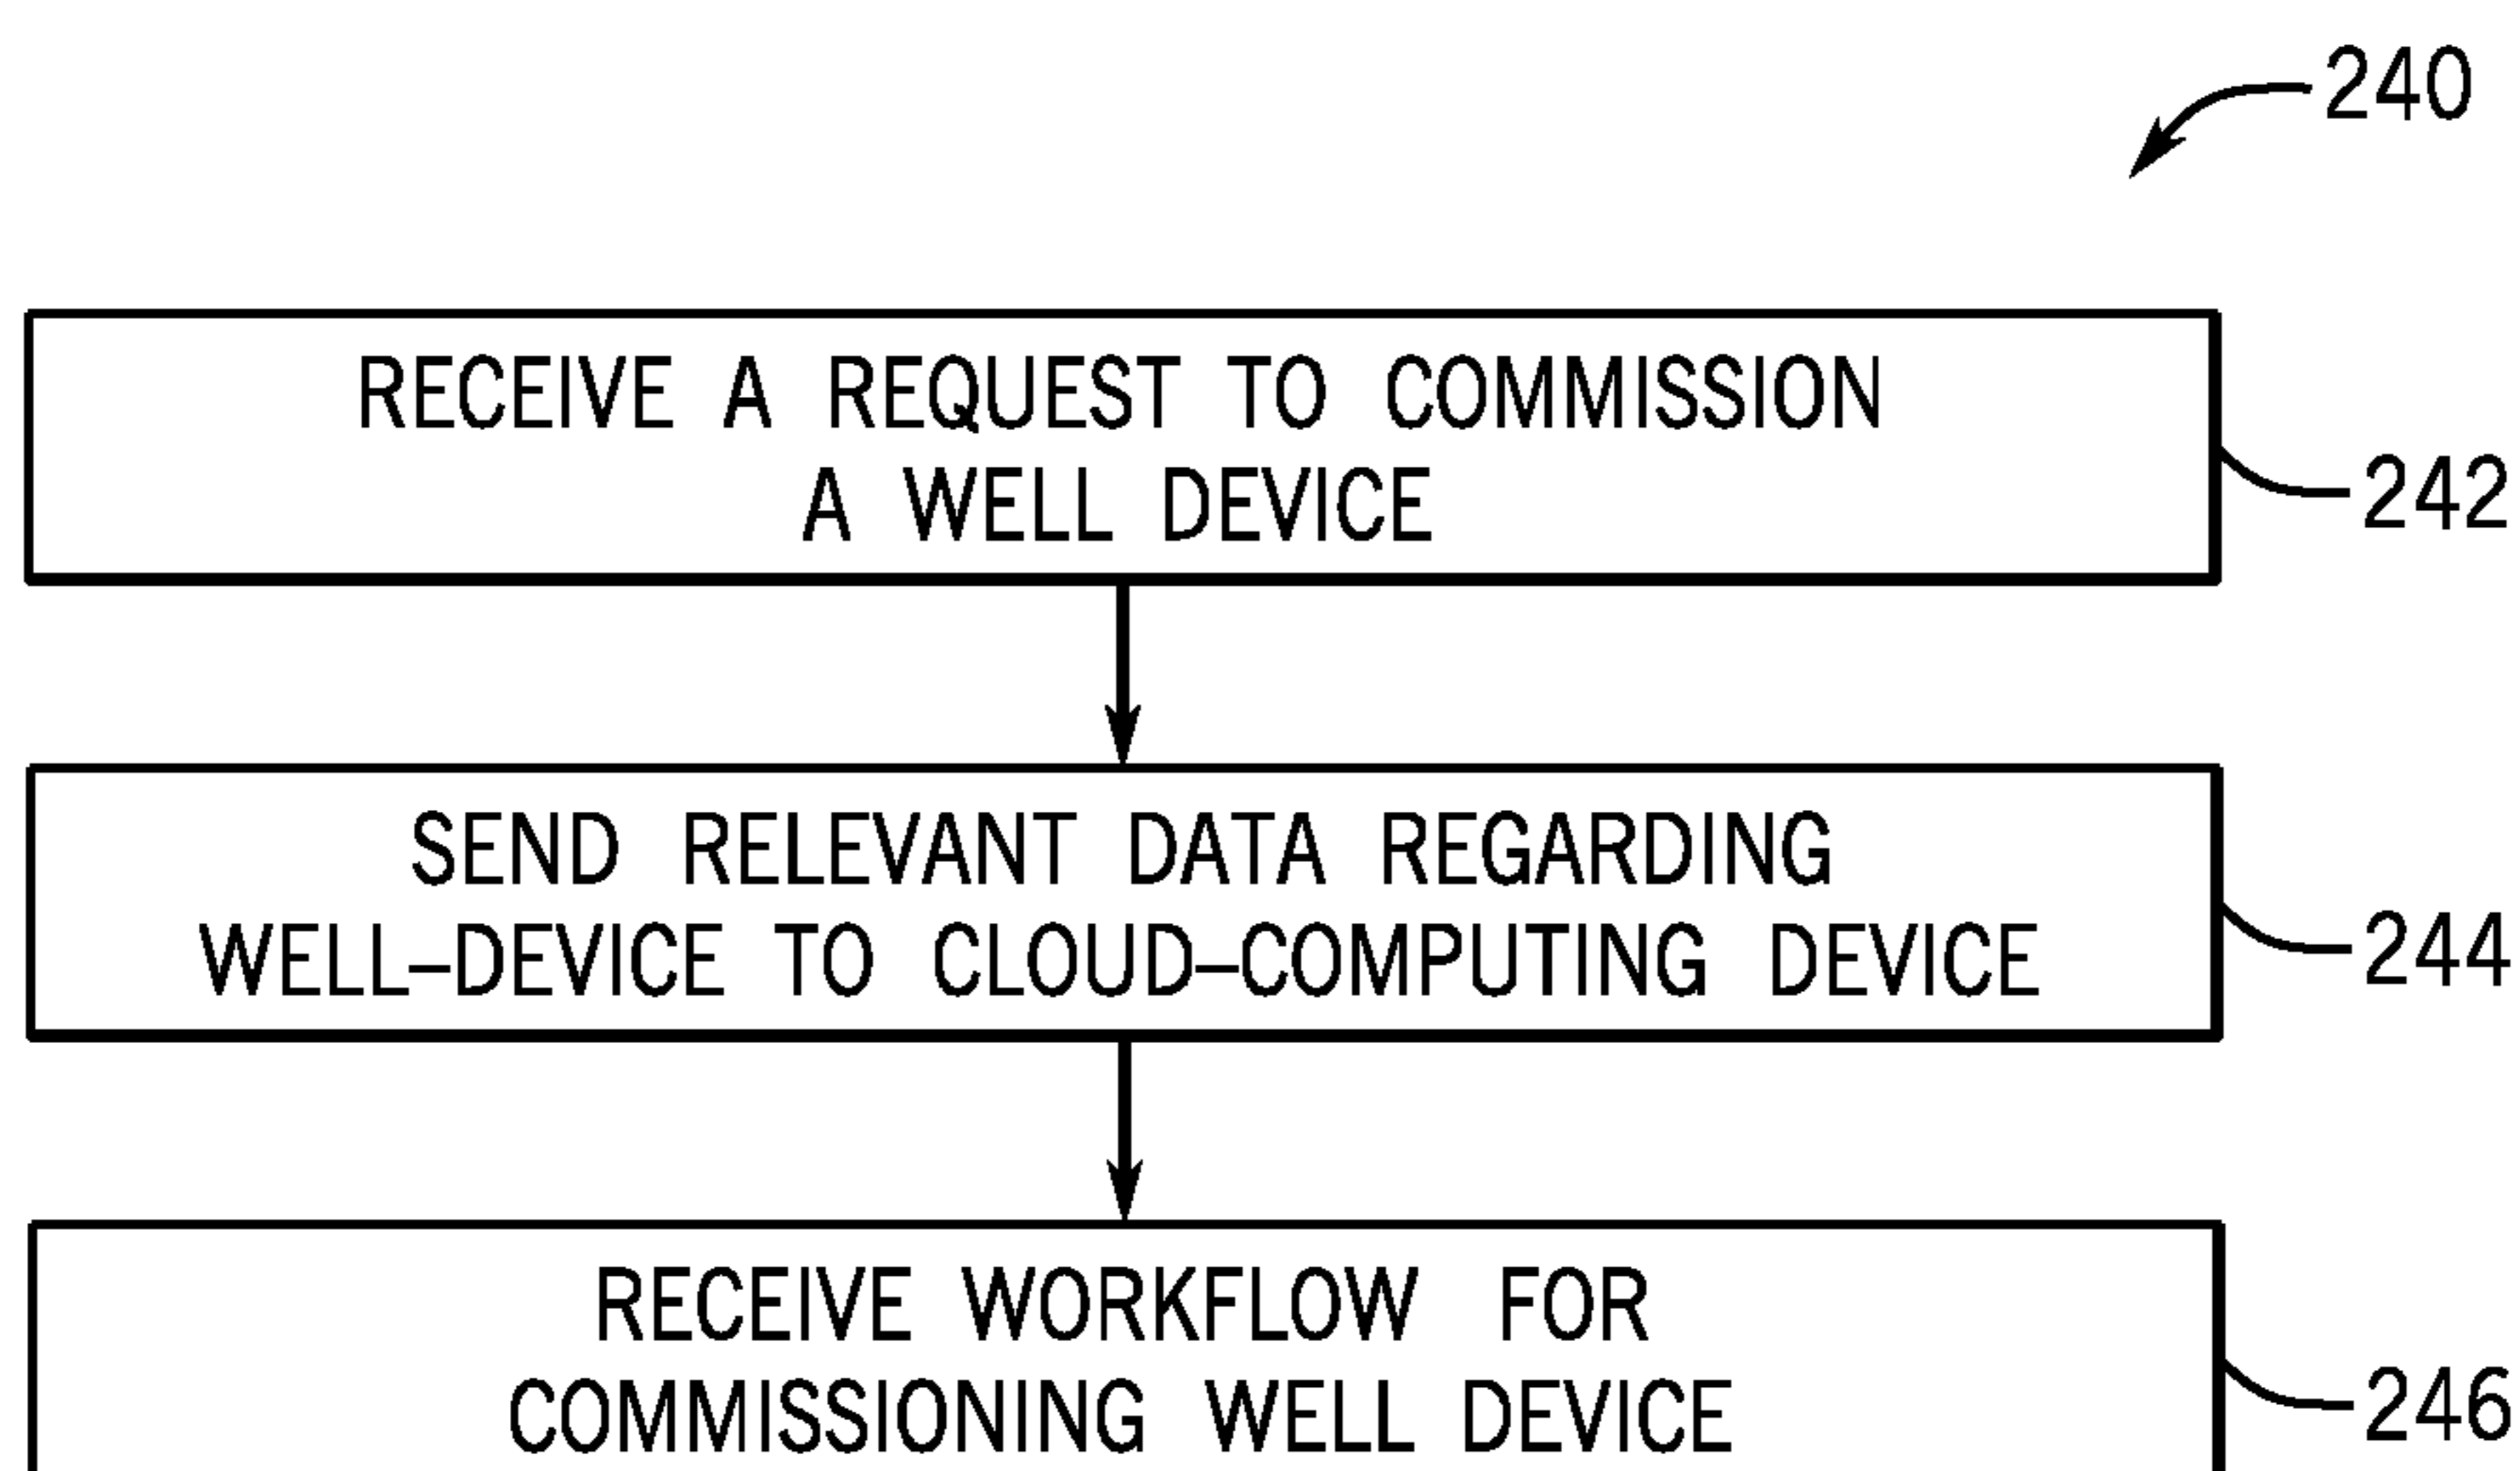 240
RECEIVE A REQUEST TO COMMISSION
A WELL DEVICE
242
SEND RELEVANT DATA REGARDING
WELL–DEVICE TO CLOUD–COMPUTING DEVICE
244
RECEIVE WORKFLOW FOR
COMMISSIONING WELL DEVICE
246